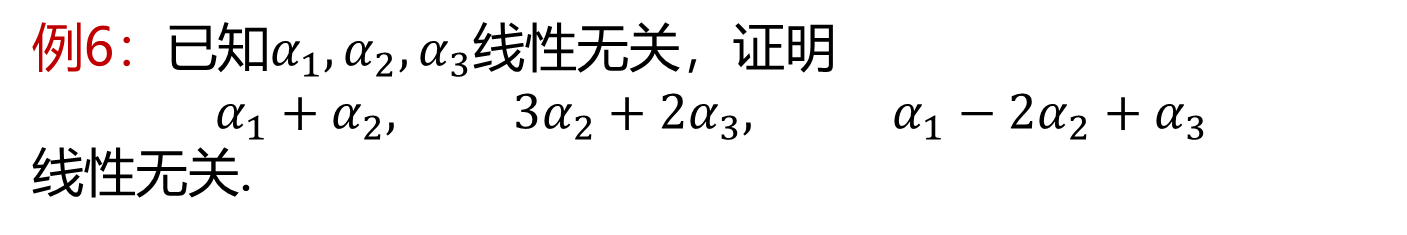 例6：已知𝛼₁, 𝛼₂, 𝛼₃线性无关，证明
𝛼₁ + 𝛼₂, 3𝛼₂ + 2𝛼₃, 𝛼₁ − 2𝛼₂ + 𝛼₃
线性无关.